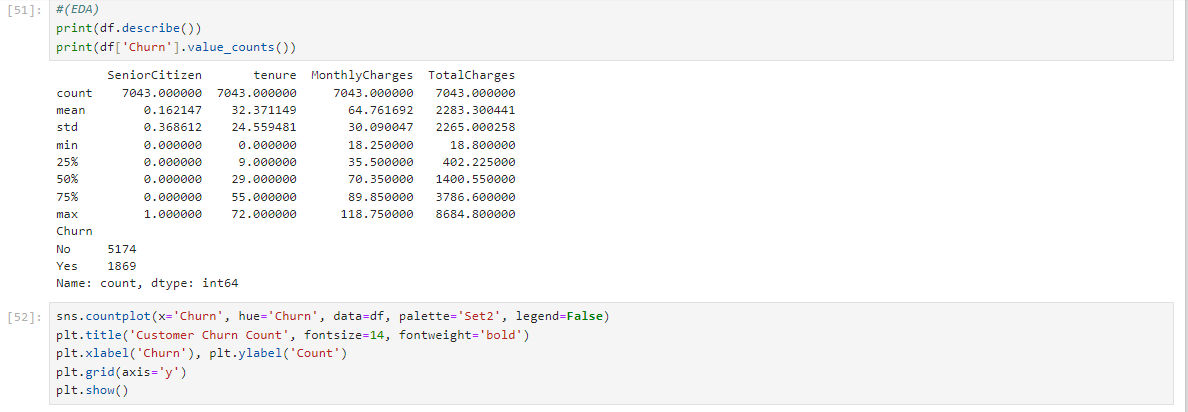 [51]: #(EDA)
print(df.describe())
print(df['Churn'].value_counts())
SeniorCitizen tenure MonthlyCharges TotalCharges
count 7043.000000 7043.000000 7043.000000 7043.000000
mean 0.162147 32.371149 64.761692 2283.300441
std 0.368612 24.559481 30.090047 2265.000258
min 0.000000 0.000000 18.250000 18.800000
25% 0.000000 9.000000 35.500000 402.225000
50% 0.000000 29.000000 70.350000 1400.550000
75% 0.000000 55.000000 89.850000 3786.600000
max 1.000000 72.000000 118.750000 8684.800000
Churn
No 5174
Yes 1869
Name: count, dtype: int64
[52]: sns.countplot(x='Churn', hue='Churn', data=df, palette='Set2', legend=False)
plt.title('Customer Churn Count', fontsize=14, fontweight='bold')
plt.xlabel('Churn'), plt.ylabel('Count')
plt.grid(axis='y')
plt.show()